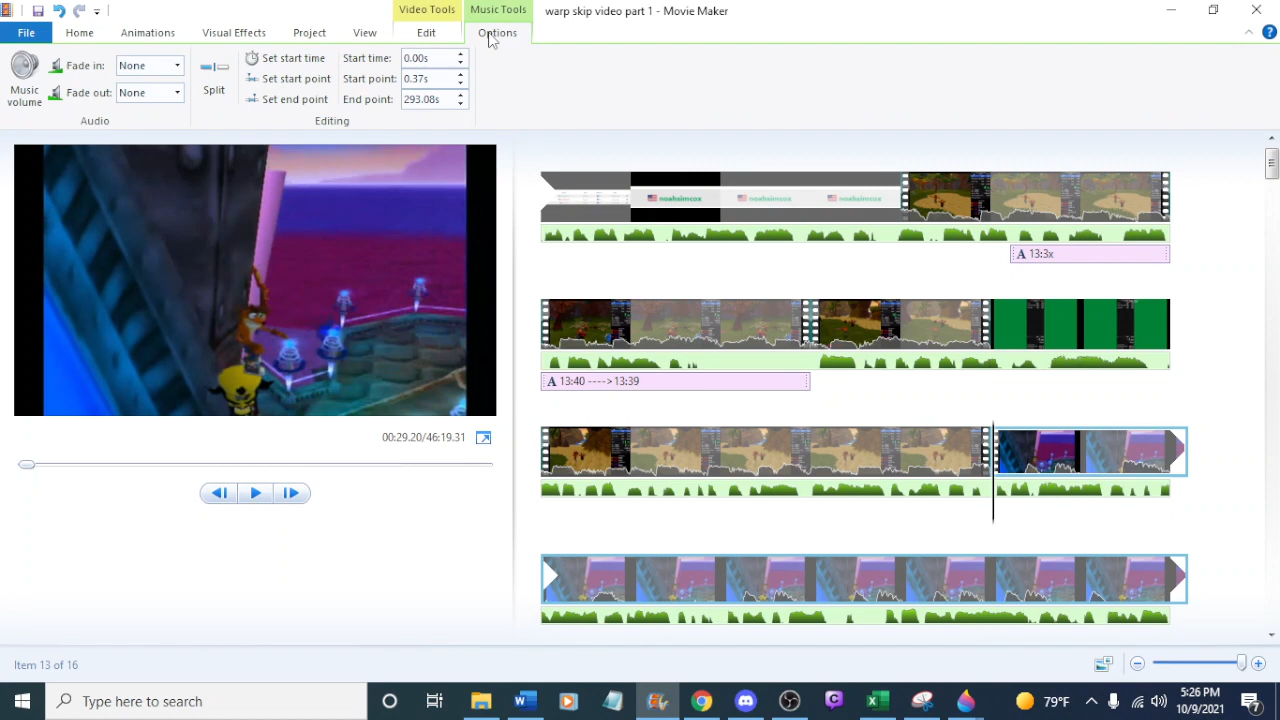 Video Tools
Music Tools
warp skip video part 1 - Movie Maker
File
Home
Animations
Visual Effects
Project
View
Edit
Options
Music volume
Fade in:
None
Fade out:
None
Audio
Split
Set start time
Start time:
0.00s
Set start point
Start point:
0.37s
Set end point
End point:
293.08s
Editing
noahaimcox
noahaimcox
noahaimcox
A 13:3x
A 13:40 ---->13:39
00:29.20/46:19.31
Item 13 of 16
Type here to search
79°F
5:26 PM
10/9/2021
7